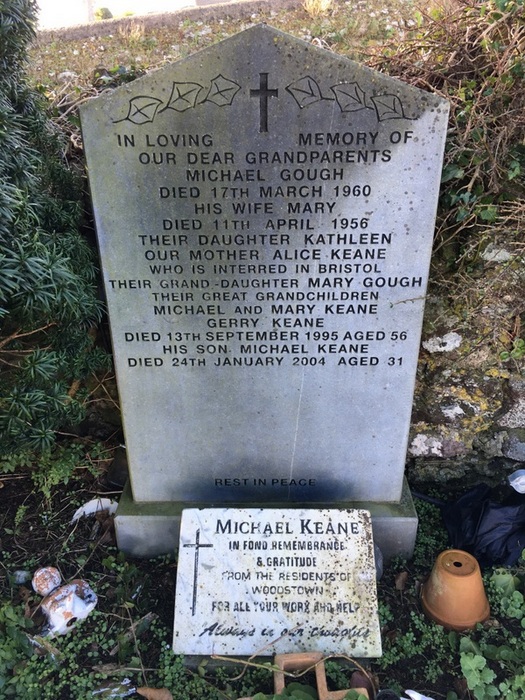 IN LOVING MEMORY OF
OUR DEAR GRANDPARENTS
MICHAEL GOUGH
DIED 17TH MARCH 1960
HIS WIFE MARY
DIED 11TH APRIL 1956
THEIR DAUGHTER KATHLEEN
OUR MOTHER ALICE KEANE
WHO IS INTERRED IN BRISTOL
THEIR GRAND-DAUGHTER MARY GOUGH
THEIR GREAT GRANDCHILDREN
MICHAEL AND MARY KEANE
GERRY KEANE
DIED 13TH SEPTEMBER 1995 AGED 56
HIS SON MICHAEL KEANE
DIED 24TH JANUARY 2004 AGED 31
REST IN PEACE
MICHAEL KEANE
IN FOND REMEMBRANCE
& GRATITUDE
FROM THE RESIDENTS OF
WOODSTOWN
FOR ALL YOUR WORK AND HELP
Always in our thoughts